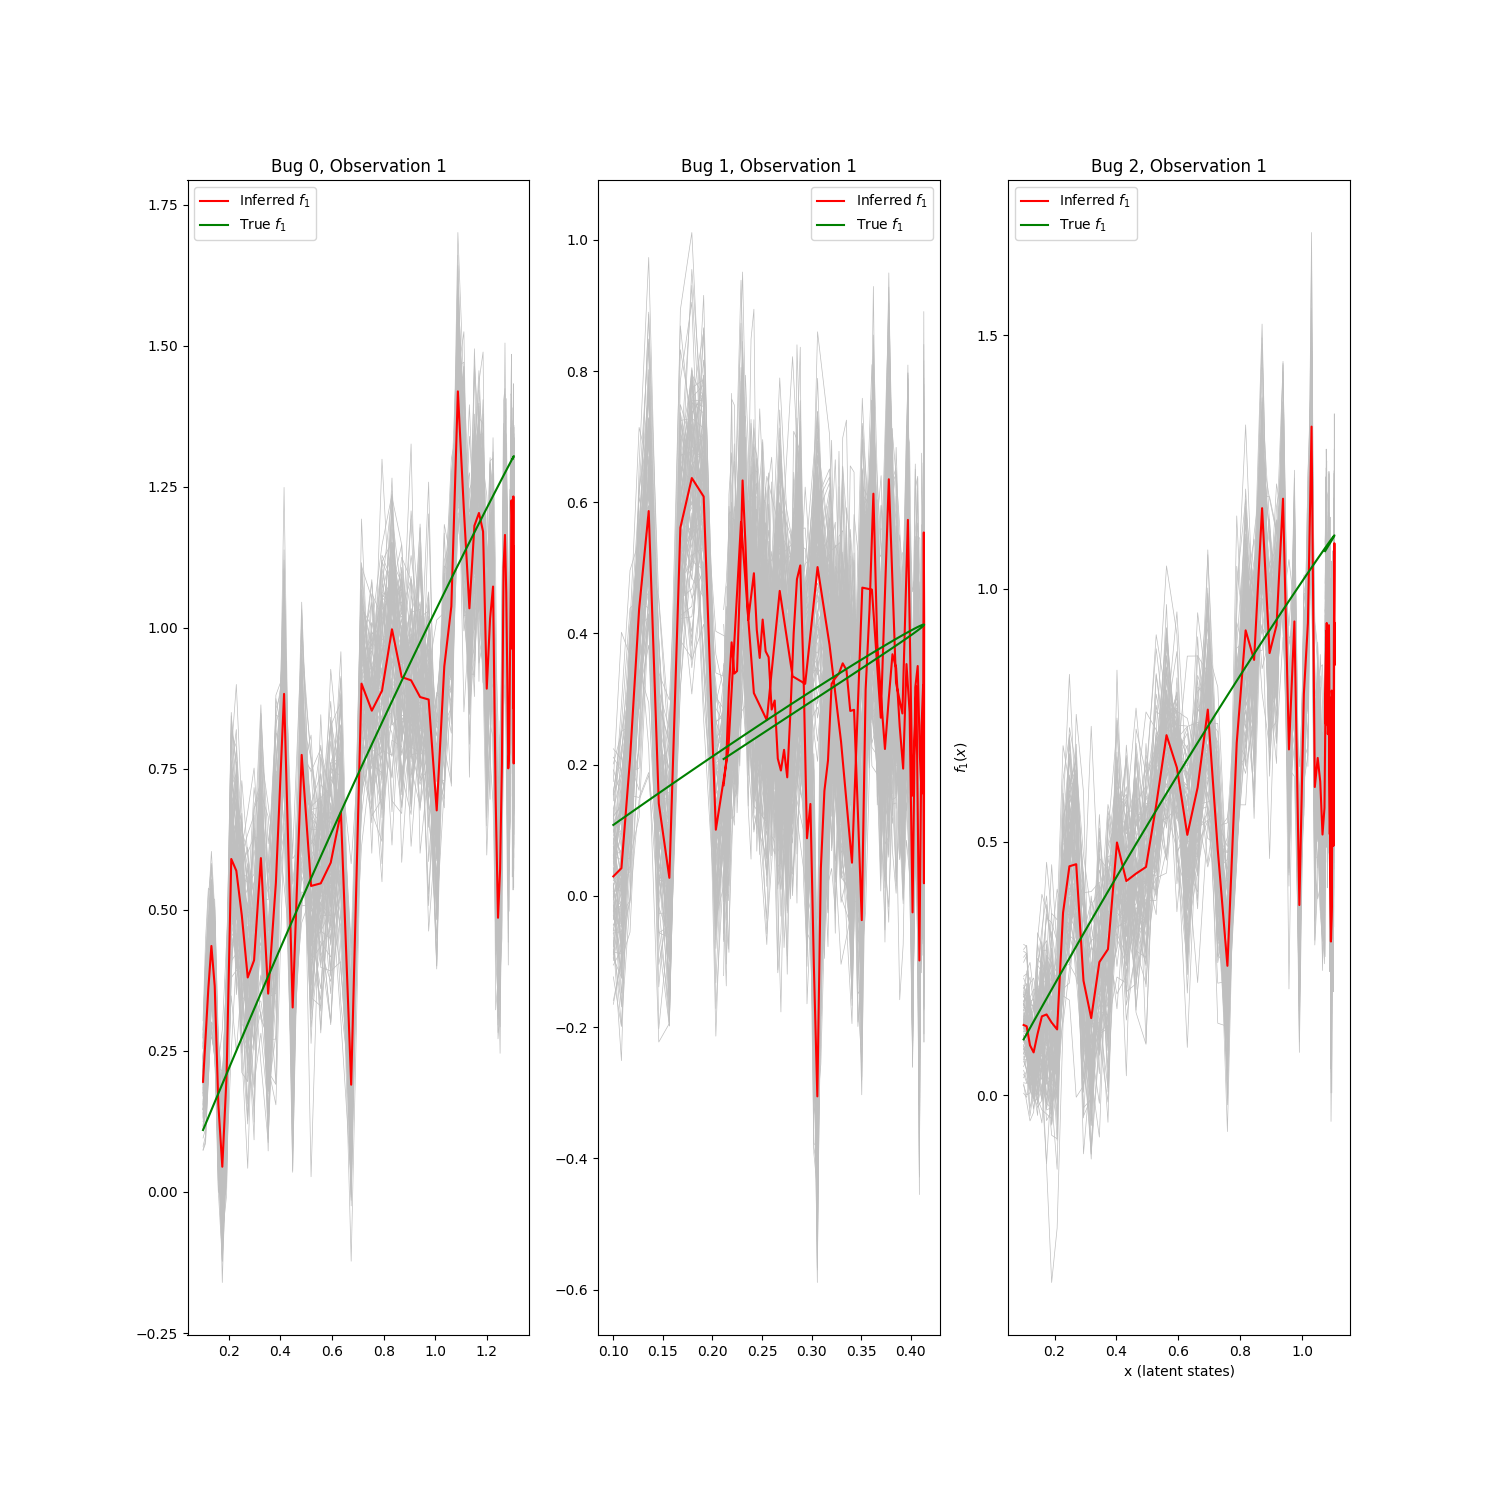 Bug 0, Observation 1
Inferred f₁
True f₁
1.75
1.50
1.25
1.00
0.75
0.50
0.25
0.00
−0.25
0.2 0.4 0.6 0.8 1.0 1.2
Bug 1, Observation 1
Inferred f₁
True f₁
1.0
0.8
0.6
0.4
0.2
0.0
−0.2
−0.4
−0.6
0.10 0.15 0.20 0.25 0.30 0.35 0.40
Bug 2, Observation 1
Inferred f₁
True f₁
f₁(x)
1.5
1.0
0.5
0.0
0.2 0.4 0.6 0.8 1.0
x (latent states)